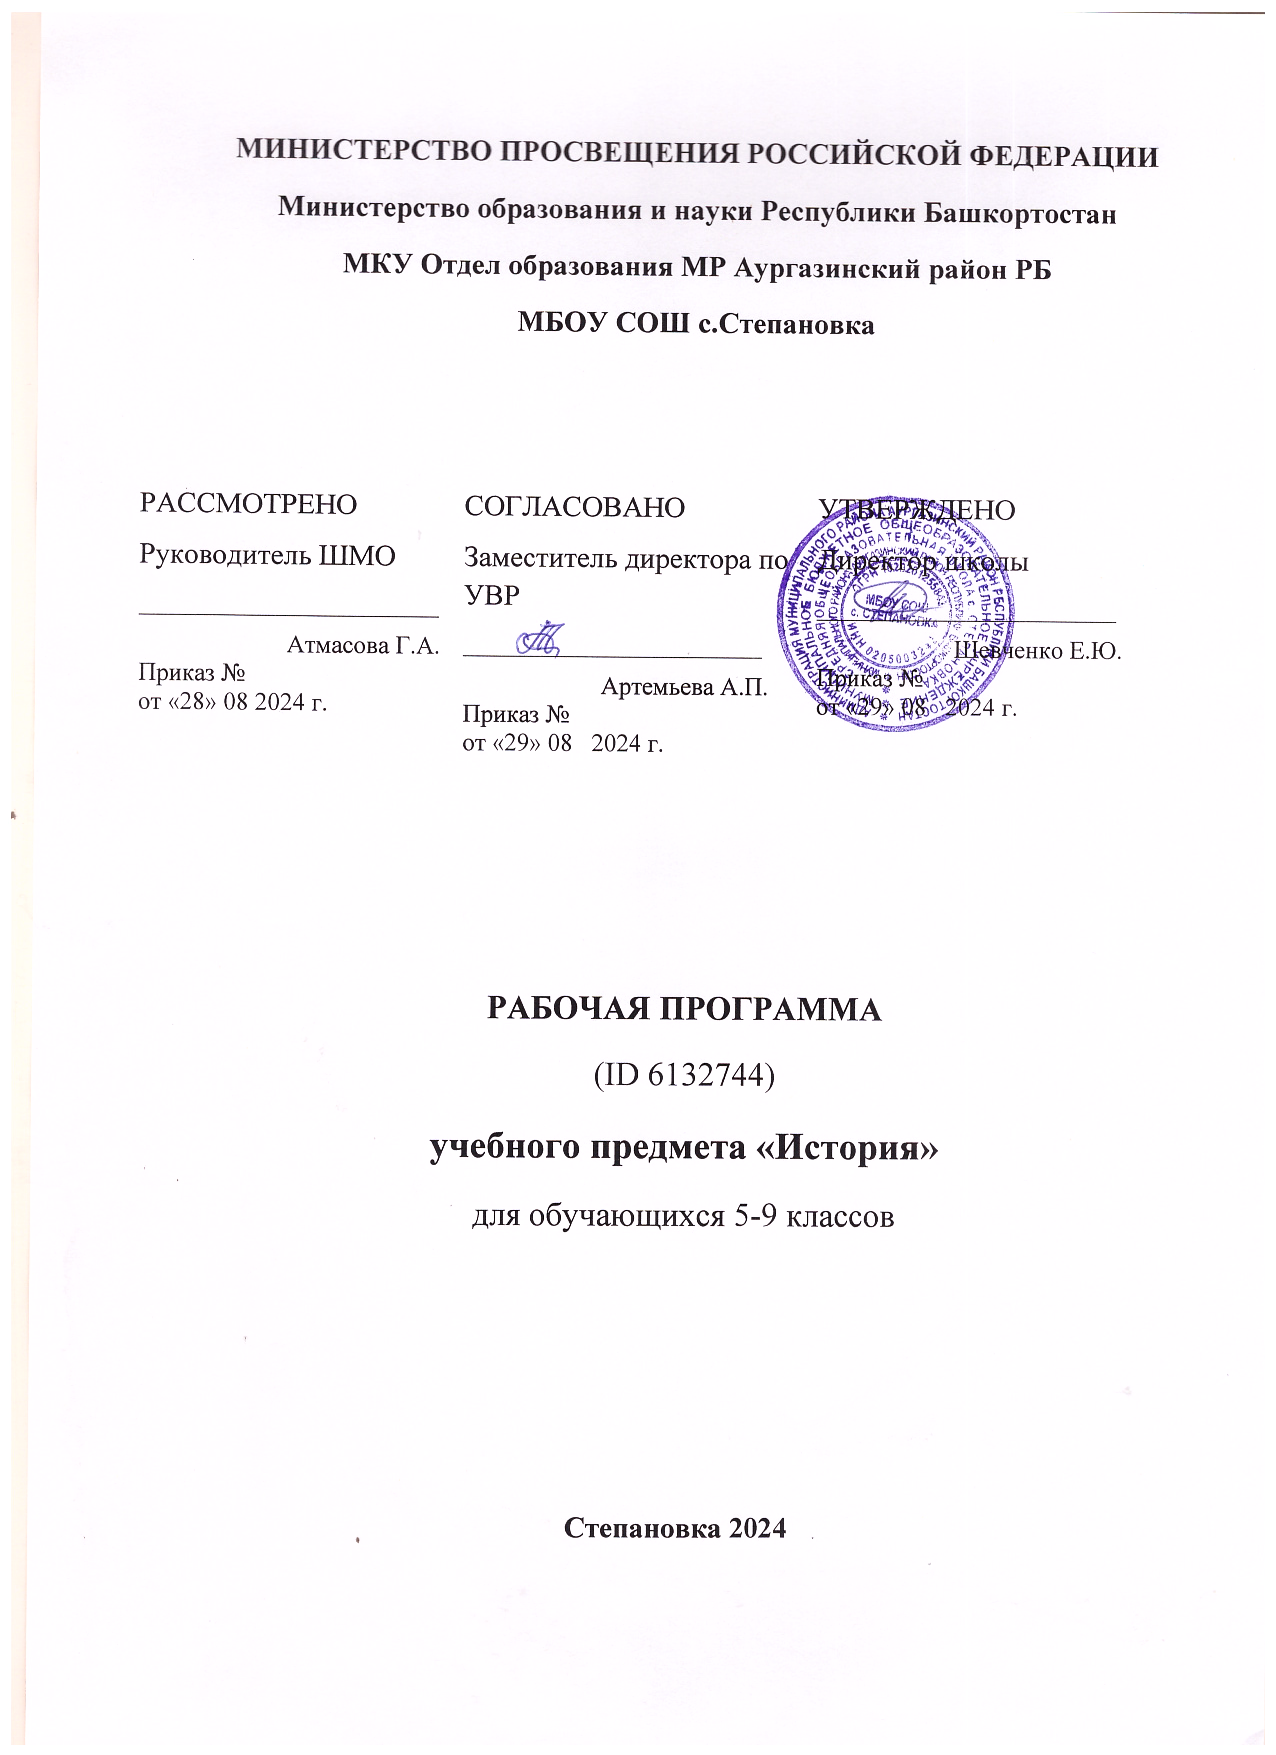 МИНИСТЕРСТВО ПРОСВЕЩЕНИЯ РОССИЙСКОЙ ФЕДЕРАЦИИ
Министерство образования и науки Республики Башкортостан
МКУ Отдел образования МР Аургазинский район РБ
МБОУ СОШ с.Степановка
РАССМОТРЕНО
Руководитель ШМО
Атмасова Г.А.
Приказ №
от «28» 08 2024 г.
СОГЛАСОВАНО
Заместитель директора по
УВР
Артемьева А.П.
Приказ №
от «29» 08 2024 г.
УТВЕРЖДЕНО
Директор школы
Шевченко Е.Ю.
Приказ №
от «29» 08 2024 г.
МБОУ СОШ
с. СТЕПАНОВКА
РАБОЧАЯ ПРОГРАММА
(ID 6132744)
учебного предмета «История»
для обучающихся 5-9 классов
Степановка 2024